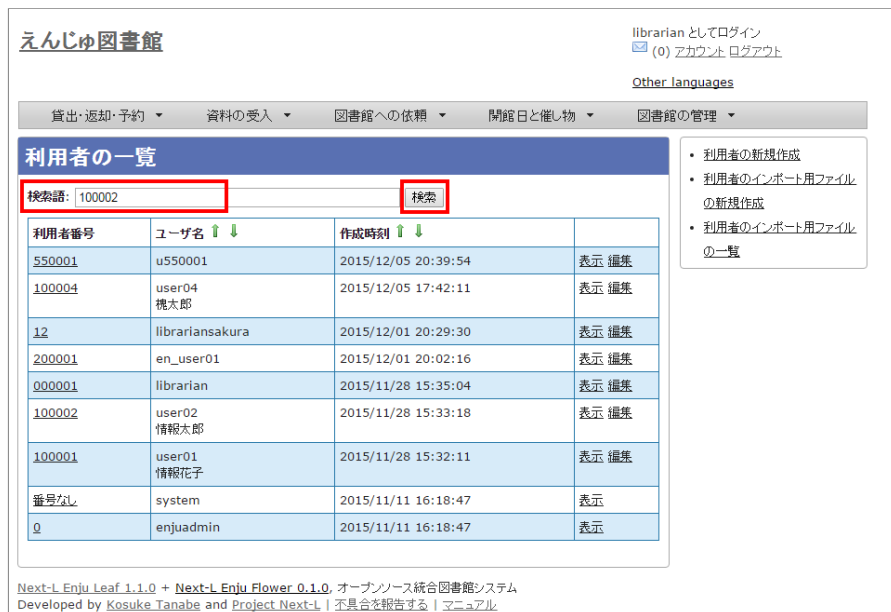 えんじゅ図書館
librarian としてログイン
(0) アカウント ログアウト
Other languages
貸出・返却・予約 ▼ 資料の受入 ▼ 図書館への依頼 ▼ 開館日と催し物 ▼ 図書館の管理 ▼
利用者の一覧
検索語: 100002 検索
利用者番号 ユーザ名 ⬆ ⬇ 作成時刻 ⬆ ⬇
550001 u550001 2015/12/05 20:39:54 表示 編集
100004 user04 2015/12/05 17:42:11 表示 編集
槐太郎
12 librariansakura 2015/12/01 20:29:30 表示 編集
200001 en_user01 2015/12/01 20:02:16 表示 編集
000001 librarian 2015/11/28 15:35:04 表示 編集
100002 user02 2015/11/28 15:33:18 表示 編集
情報太郎
100001 user01 2015/11/28 15:32:11 表示 編集
情報花子
番号なし system 2015/11/11 16:18:47 表示
0 enjuadmin 2015/11/11 16:18:47 表示
• 利用者の新規作成
• 利用者のインポート用ファイル
の新規作成
• 利用者のインポート用ファイル
の一覧
Next-L Enju Leaf 1.1.0 + Next-L Enju Flower 0.1.0, オープンソース統合図書館システム
Developed by Kosuke Tanabe and Project Next-L | 不具合を報告する | マニュアル